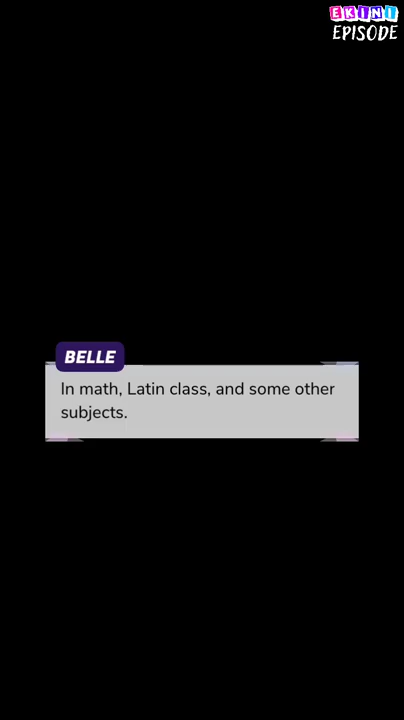 EKINI
EPISODE
BELLE
In math, Latin class, and some other
subjects.